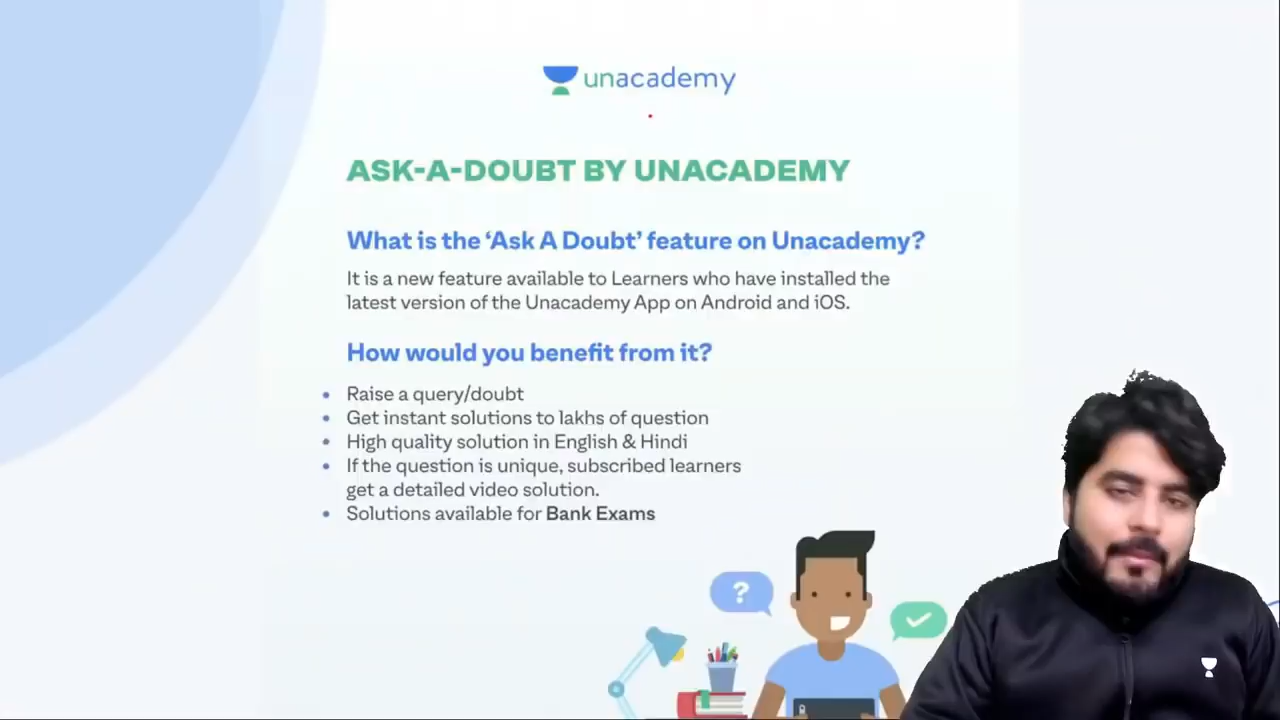 unacademy
ASK-A-DOUBT BY UNACADEMY
What is the ‘Ask A Doubt’ feature on Unacademy?
It is a new feature available to Learners who have installed the
latest version of the Unacademy App on Android and iOS.
How would you benefit from it?
• Raise a query/doubt
• Get instant solutions to lakhs of question
• High quality solution in English & Hindi
• If the question is unique, subscribed learners
get a detailed video solution.
• Solutions available for Bank Exams
?